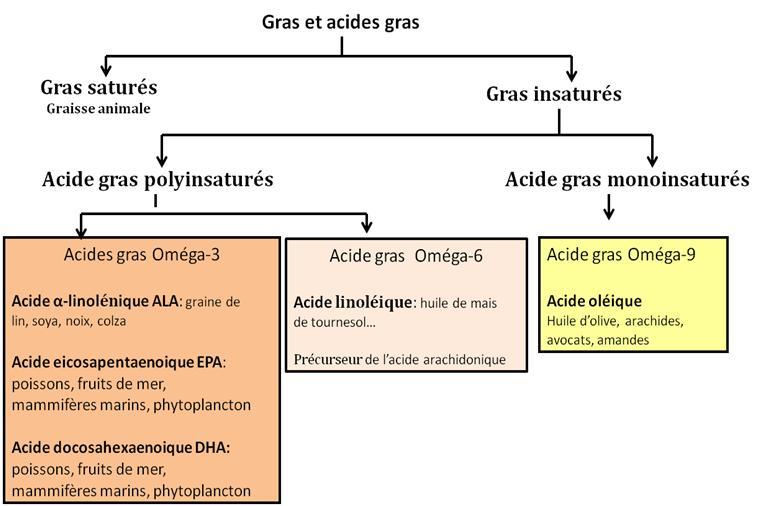 Gras et acides gras
Gras saturés
Graisse animale
Gras insaturés
Acide gras polyinsaturés
Acide gras monoinsaturés
Acides gras Oméga-3
Acide α-linolénique ALA: graine de
lin, soya, noix, colza
Acide eicosapentaenoique EPA:
poissons, fruits de mer,
mammifères marins, phytoplancton
Acide docosahexaenoique DHA:
poissons, fruits de mer,
mammifères marins, phytoplancton
Acide gras Oméga-6
Acide linoléique: huile de mais
de tournesol...
Précurseur de l'acide arachidonique
Acide gras Oméga-9
Acide oléique
Huile d'olive, arachides,
avocats, amandes